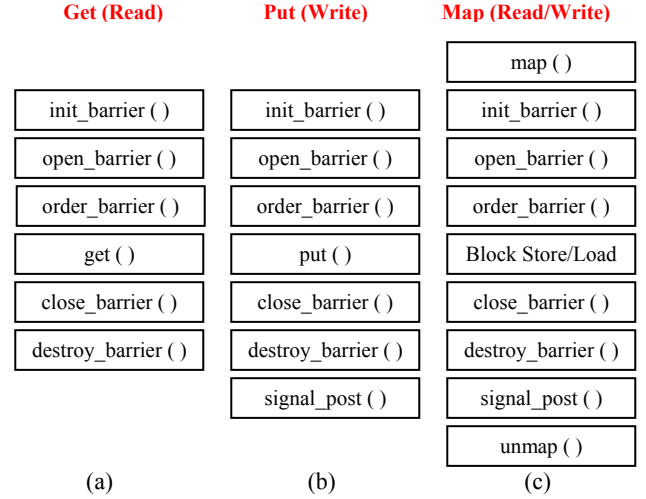 Get (Read)
init_barrier ( )
open_barrier ( )
order_barrier ( )
get ( )
close_barrier ( )
destroy_barrier ( )
(a)
Put (Write)
init_barrier ( )
open_barrier ( )
order_barrier ( )
put ( )
close_barrier ( )
destroy_barrier ( )
signal_post ( )
(b)
Map (Read/Write)
map ( )
init_barrier ( )
open_barrier ( )
order_barrier ( )
Block Store/Load
close_barrier ( )
destroy_barrier ( )
signal_post ( )
unmap ( )
(c)